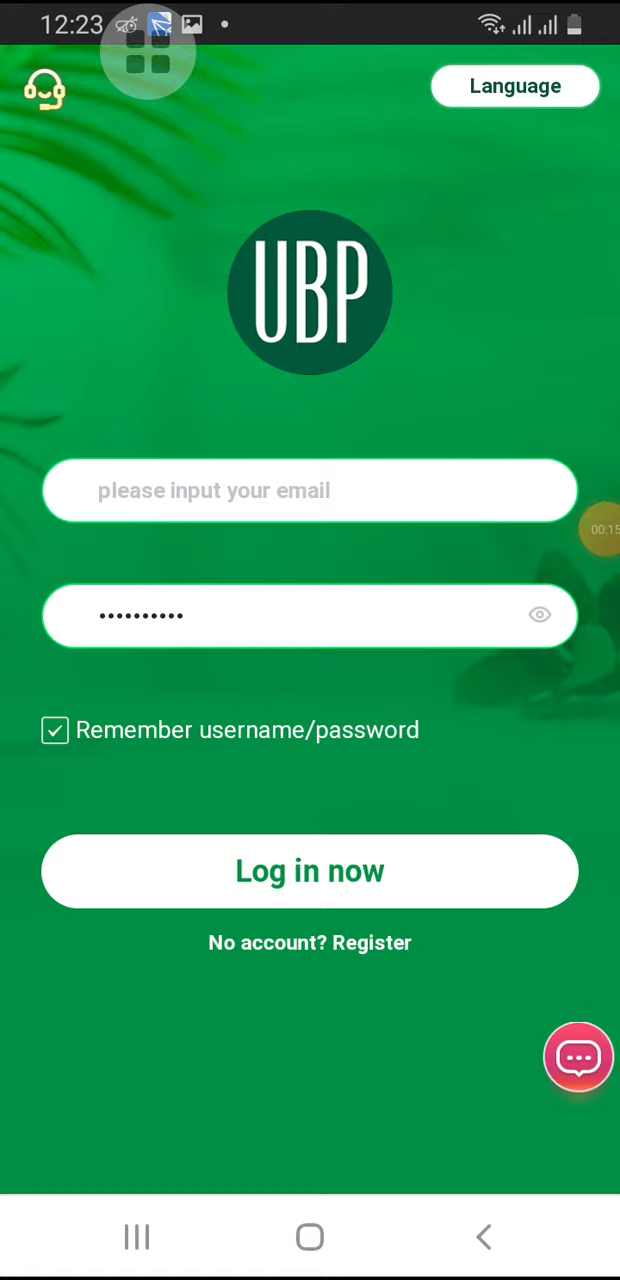 12:23
Language
UBP
please input your email
00:15
••••••••••
Remember username/password
Log in now
No account? Register